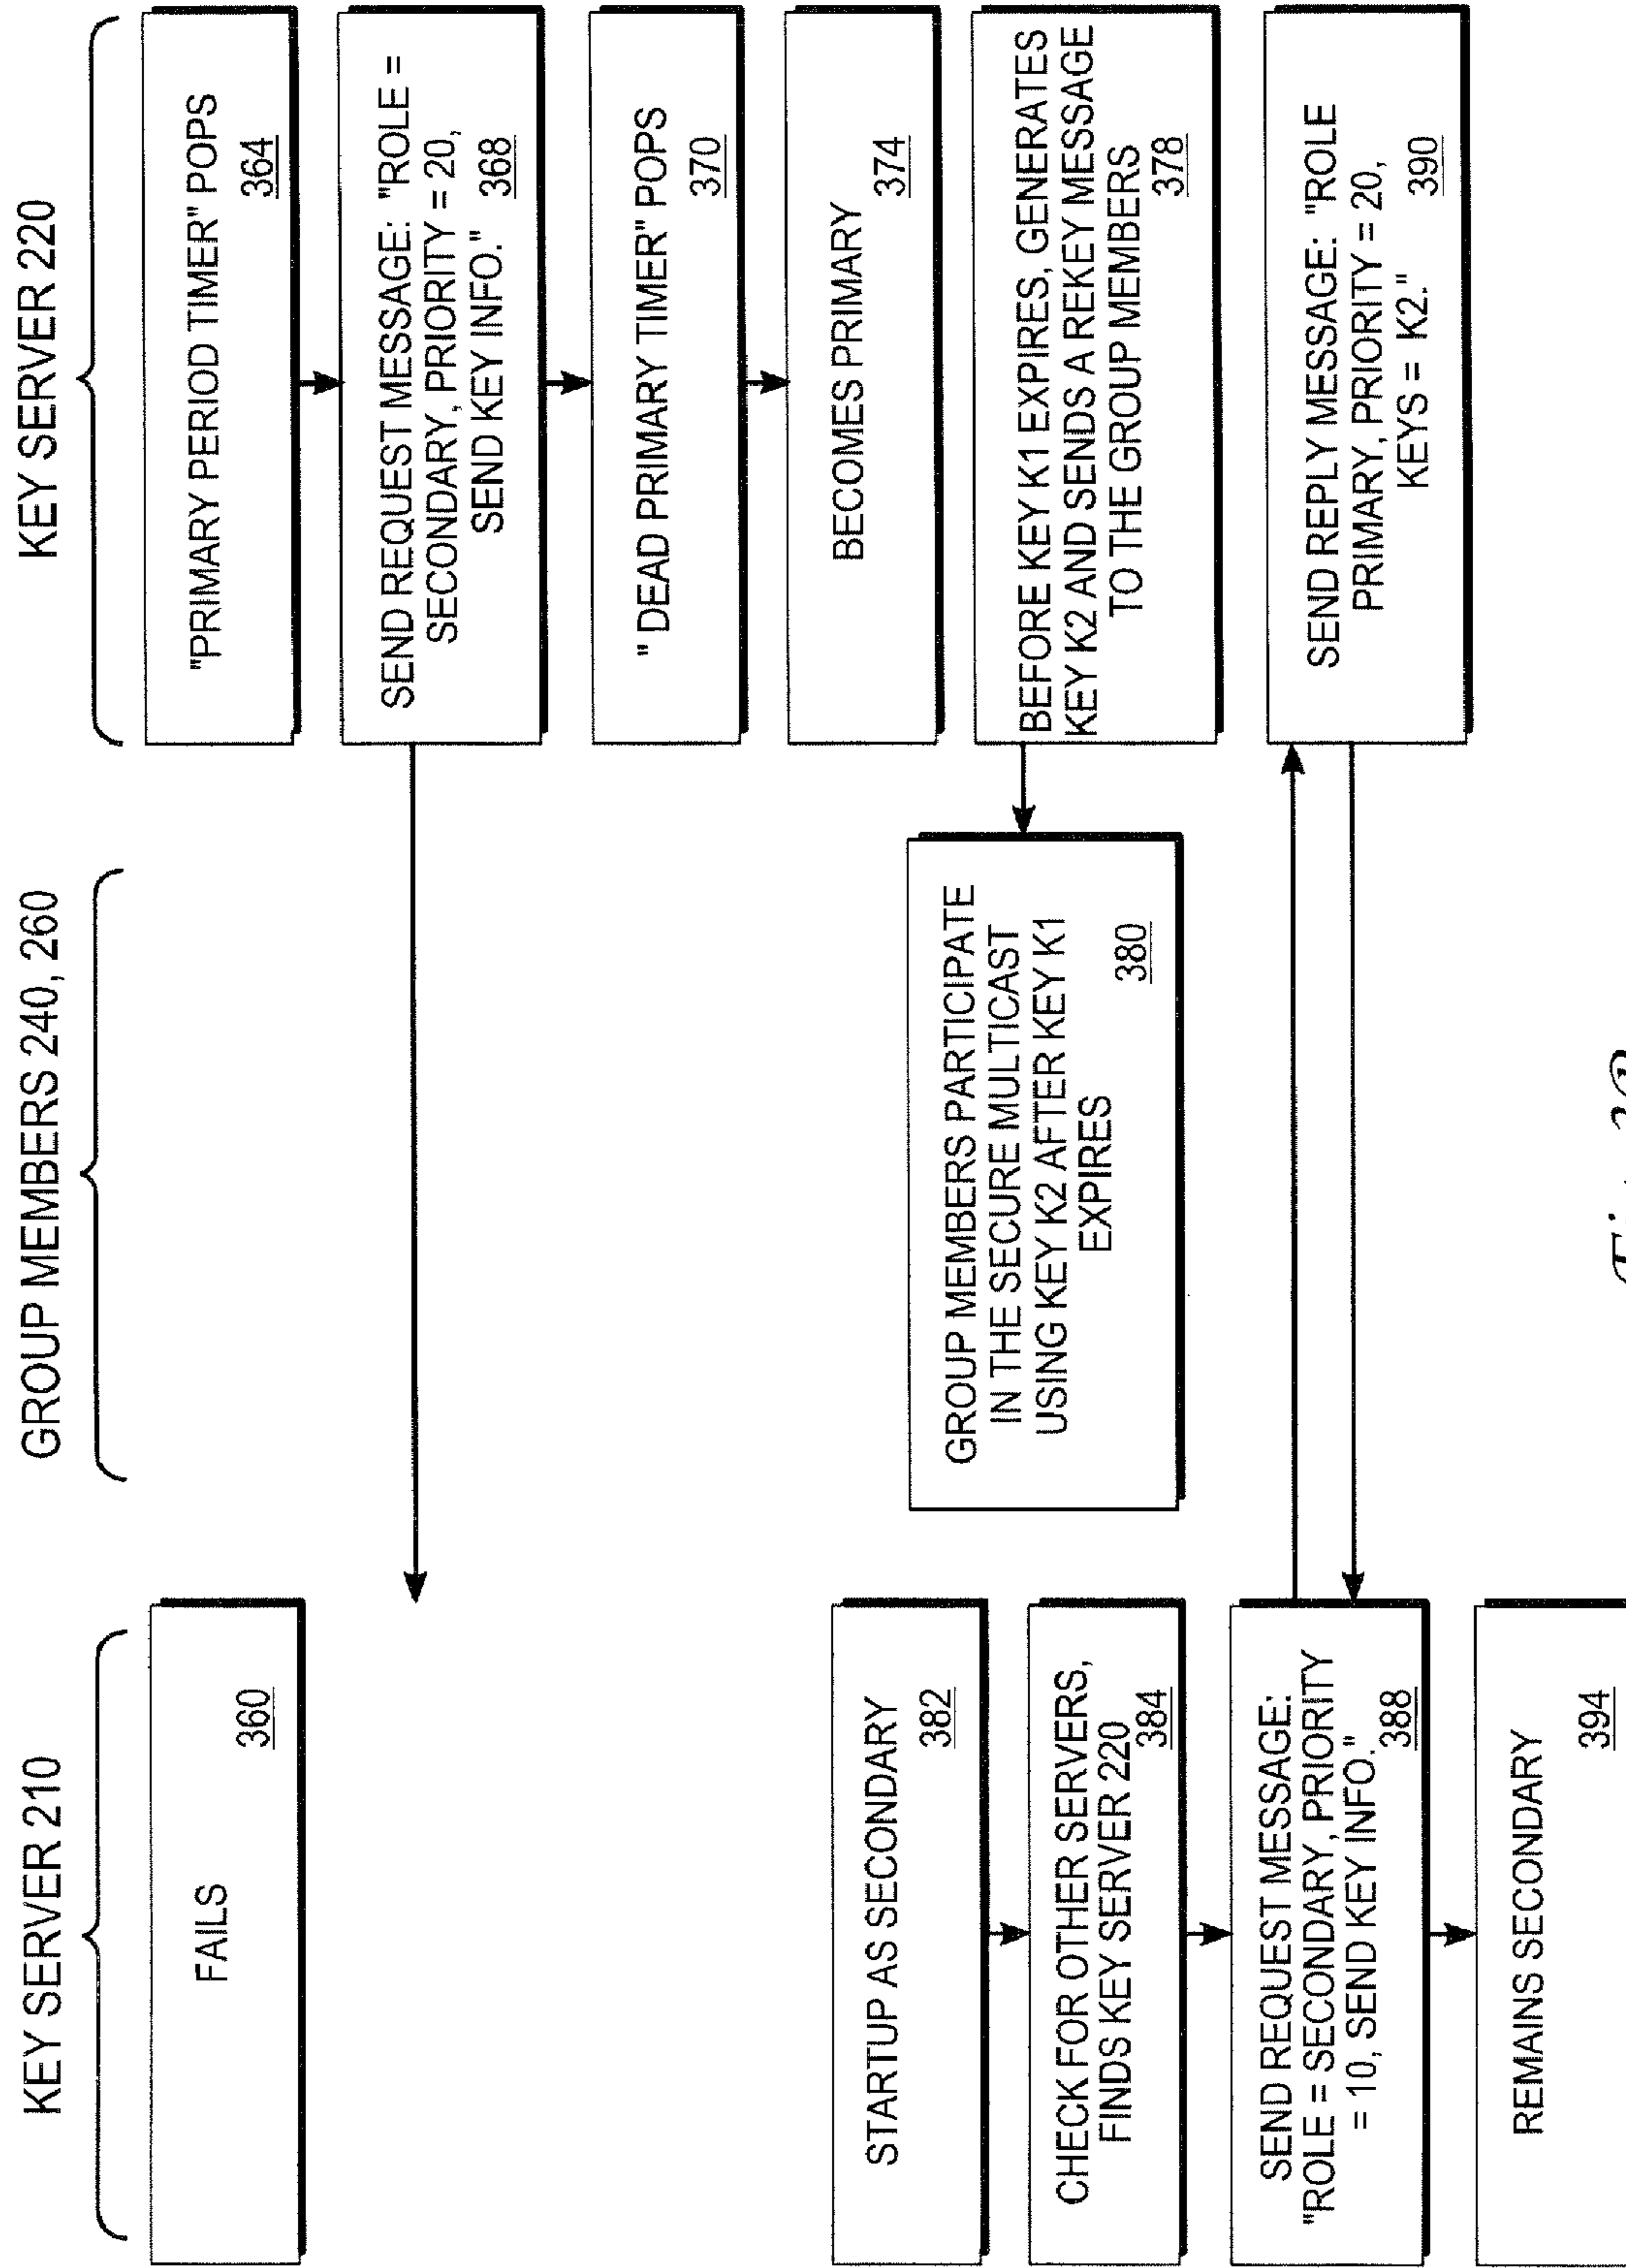 KEY SERVER 210
FAILS
360
STARTUP AS SECONDARY
382
CHECK FOR OTHER SERVERS,
FINDS KEY SERVER 220
384
SEND REQUEST MESSAGE:
"ROLE = SECONDARY, PRIORITY
= 10, SEND KEY INFO."
388
REMAINS SECONDARY
394
GROUP MEMBERS 240, 260
GROUP MEMBERS PARTICIPATE
IN THE SECURE MULTICAST
USING KEY K2 AFTER KEY K1
EXPIRES
380
KEY SERVER 220
"PRIMARY PERIOD TIMER" POPS
364
SEND REQUEST MESSAGE: "ROLE =
SECONDARY, PRIORITY = 20,
SEND KEY INFO."
368
" DEAD PRIMARY TIMER" POPS
370
BECOMES PRIMARY
374
BEFORE KEY K1 EXPIRES, GENERATES
KEY K2 AND SENDS A REKEY MESSAGE
TO THE GROUP MEMBERS
378
SEND REPLY MESSAGE: "ROLE
PRIMARY, PRIORITY = 20,
KEYS = K2."
390